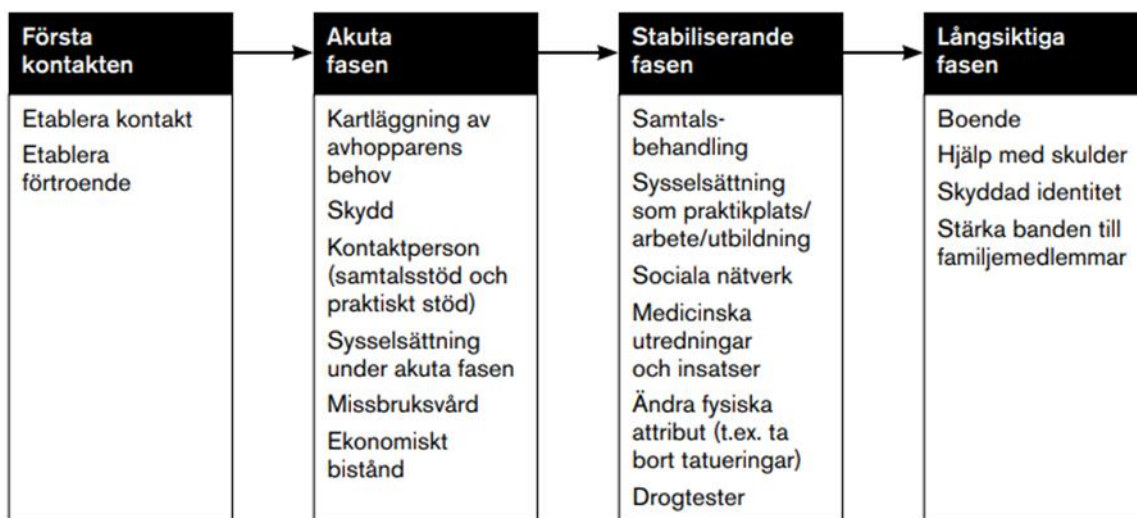 Första
kontakten
Etablera kontakt
Etablera
förtroende
Akuta
fasen
Kartläggning av
avhopparens
behov
Skydd
Kontaktperson
(samtalsstöd och
praktiskt stöd)
Sysselsättning
under akuta fasen
Missbruksvård
Ekonomiskt
bistånd
Stabiliserande
fasen
Samtals-
behandling
Sysselsättning
som praktikplats/
arbete/utbildning
Sociala nätverk
Medicinska
utredningar
och insatser
Ändra fysiska
attribut (t.ex. ta
bort tatueringar)
Drogtester
Långsiktiga
fasen
Boende
Hjälp med skulder
Skyddad identitet
Stärka banden till
familjemedlemmar